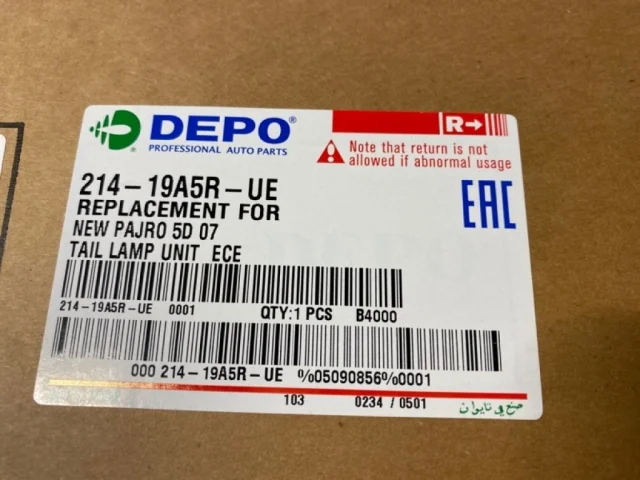 DEPO®
PROFESSIONAL AUTO PARTS
R→
Note that return is not
allowed if abnormal usage
214-19A5R-UE
REPLACEMENT FOR
NEW PAJRO 5D 07
TAIL LAMP UNIT ECE
EAC
214-19A5R-UE 0001 QTY:1 PCS B4000
000 214-19A5R-UE %05090856%0001
103 0234 / 0501
صنع في تايوان